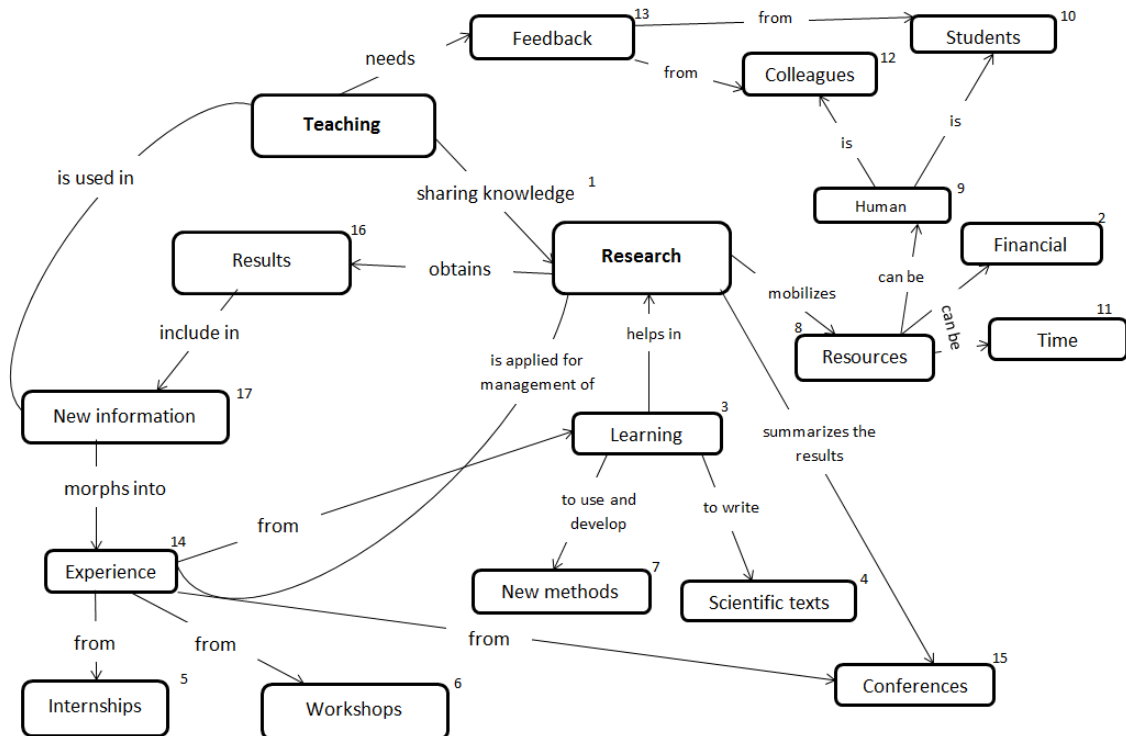 13
from
10
Feedback
Students
needs
12
from
Colleagues
Teaching
is
is
is used in
sharing knowledge
1
9
Human
16
2
Results
obtains
Research
Financial
can be
mobilizes
can be
11
include in
helps in
8
Resources
Time
is applied for
management of
17
New information
3
Learning
summarizes the
results
morphs into
to use and
develop
to write
from
14
Experience
7
New methods
4
Scientific texts
from
from
from
15
Conferences
5
Internships
6
Workshops